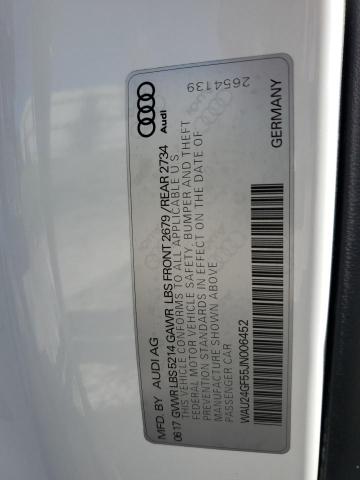 MFD. BY AUDI AG
06.17 GVWR LBS 5214 GAWR LBS FRONT 2679 /REAR 2734
THIS VEHICLE CONFORMS TO ALL APPLICABLE U S
FEDERAL MOTOR VEHICLE SAFETY, BUMPER AND THEFT
PREVENTION STANDARDS IN EFFECT ON THE DATE OF
MANUFACTURE SHOWN ABOVE
PASSENGER CAR
WAU24GF55JN006452
GERMANY
Audi
2654139